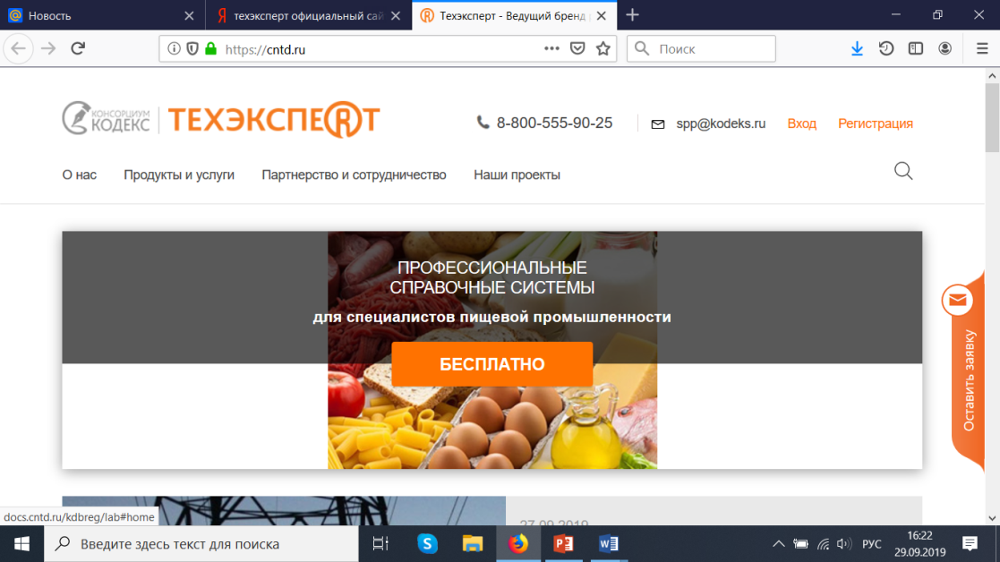 Новость
техэксперт официальный сай
Техэксперт - Ведущий бренд
https://cntd.ru
Поиск
КОНСОРЦИУМ
КОДЕКС
ТЕХЭКСПЕRТ
8-800-555-90-25
spp@kodeks.ru
Вход
Регистрация
О нас
Продукты и услуги
Партнерство и сотрудничество
Наши проекты
ПРОФЕССИОНАЛЬНЫЕ
СПРАВОЧНЫЕ СИСТЕМЫ
для специалистов пищевой промышленности
БЕСПЛАТНО
Оставить заявку
27.09.2019
docs.cntd.ru/kdbreg/lab#home
Введите здесь текст для поиска
РУС
16:22
29.09.2019